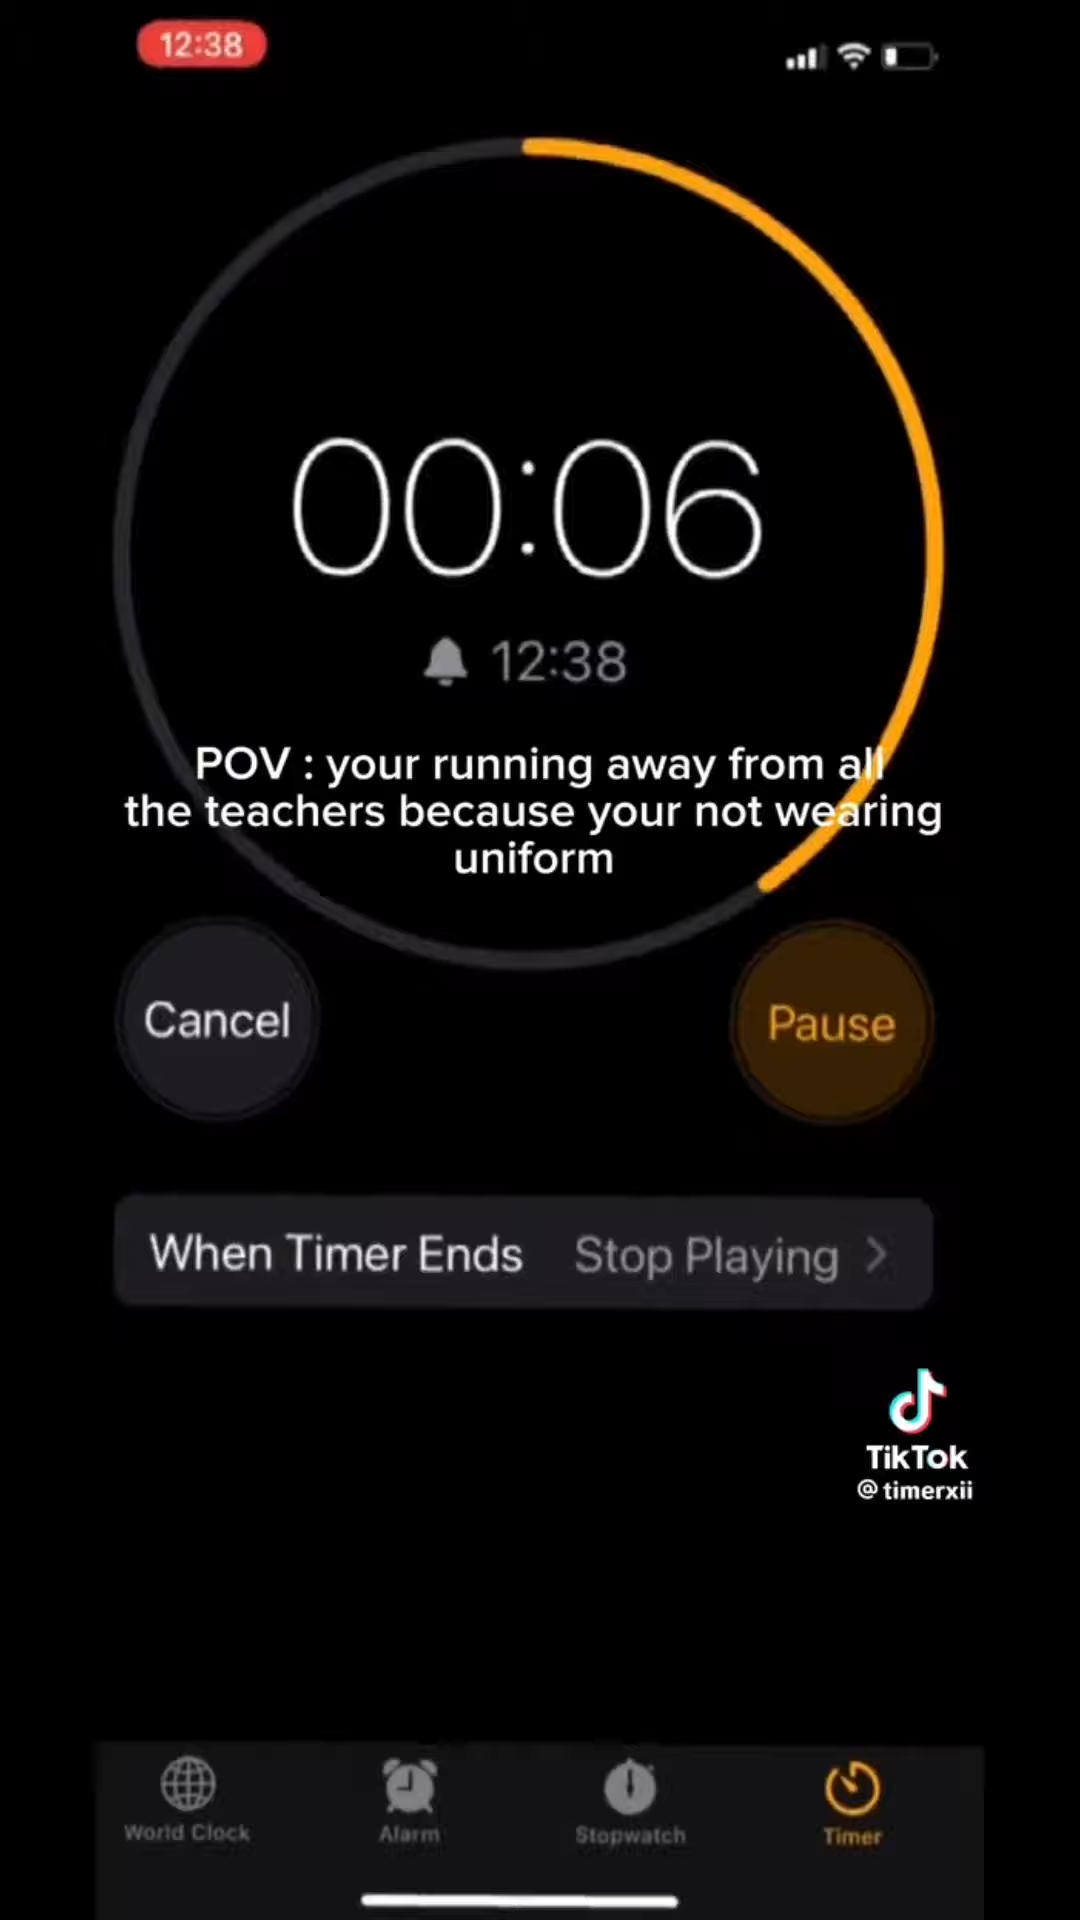 12:38
00:06
12:38
POV : your running away from all
the teachers because your not wearing
uniform
Cancel
Pause
When Timer Ends Stop Playing
TikTok
@timerxii
World Clock
Alarm
Stopwatch
Timer